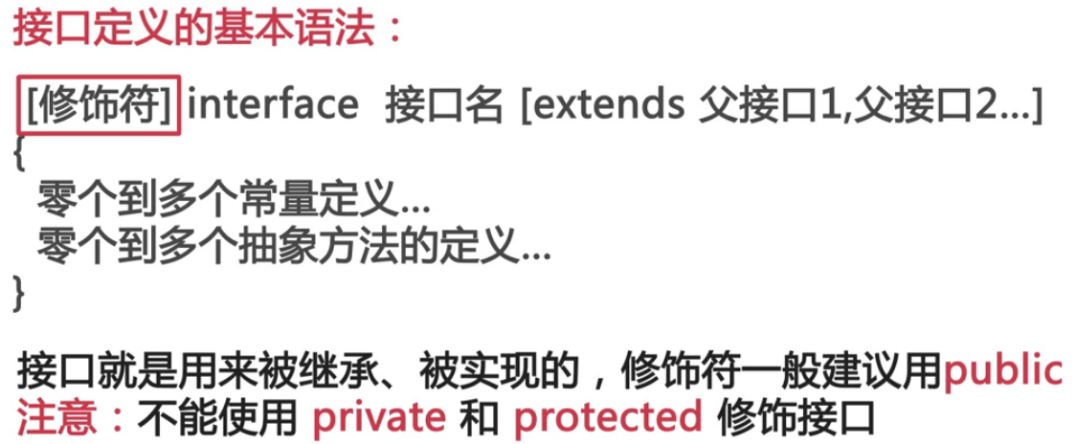 接口定义的基本语法：
[修饰符] interface 接口名 [extends 父接口1,父接口2...]
{
零个到多个常量定义...
零个到多个抽象方法的定义...
}
接口就是用来被继承、被实现的，修饰符一般建议用public
注意：不能使用 private 和 protected 修饰接口